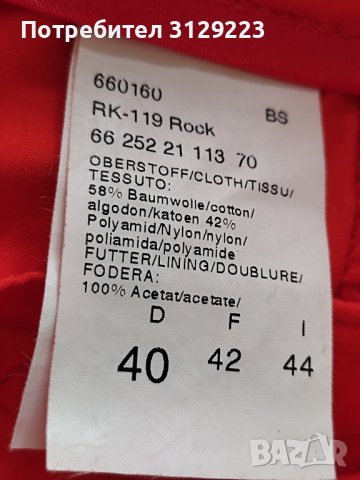 Потребител 3129223
660160 BS
RK-119 Rock
66 252 21 113 70
OBERSTOFF/CLOTH/TISSU/
TESSUTO:
58% Baumwolle/cotton/
algodon/katoen 42%
Polyamid/Nylon/nylon/
poliamida/polyamide
FUTTER/LINING/DOUBLURE/
FODERA:
100% Acetat/acetate/
D F I
40 42 44
BAZAR